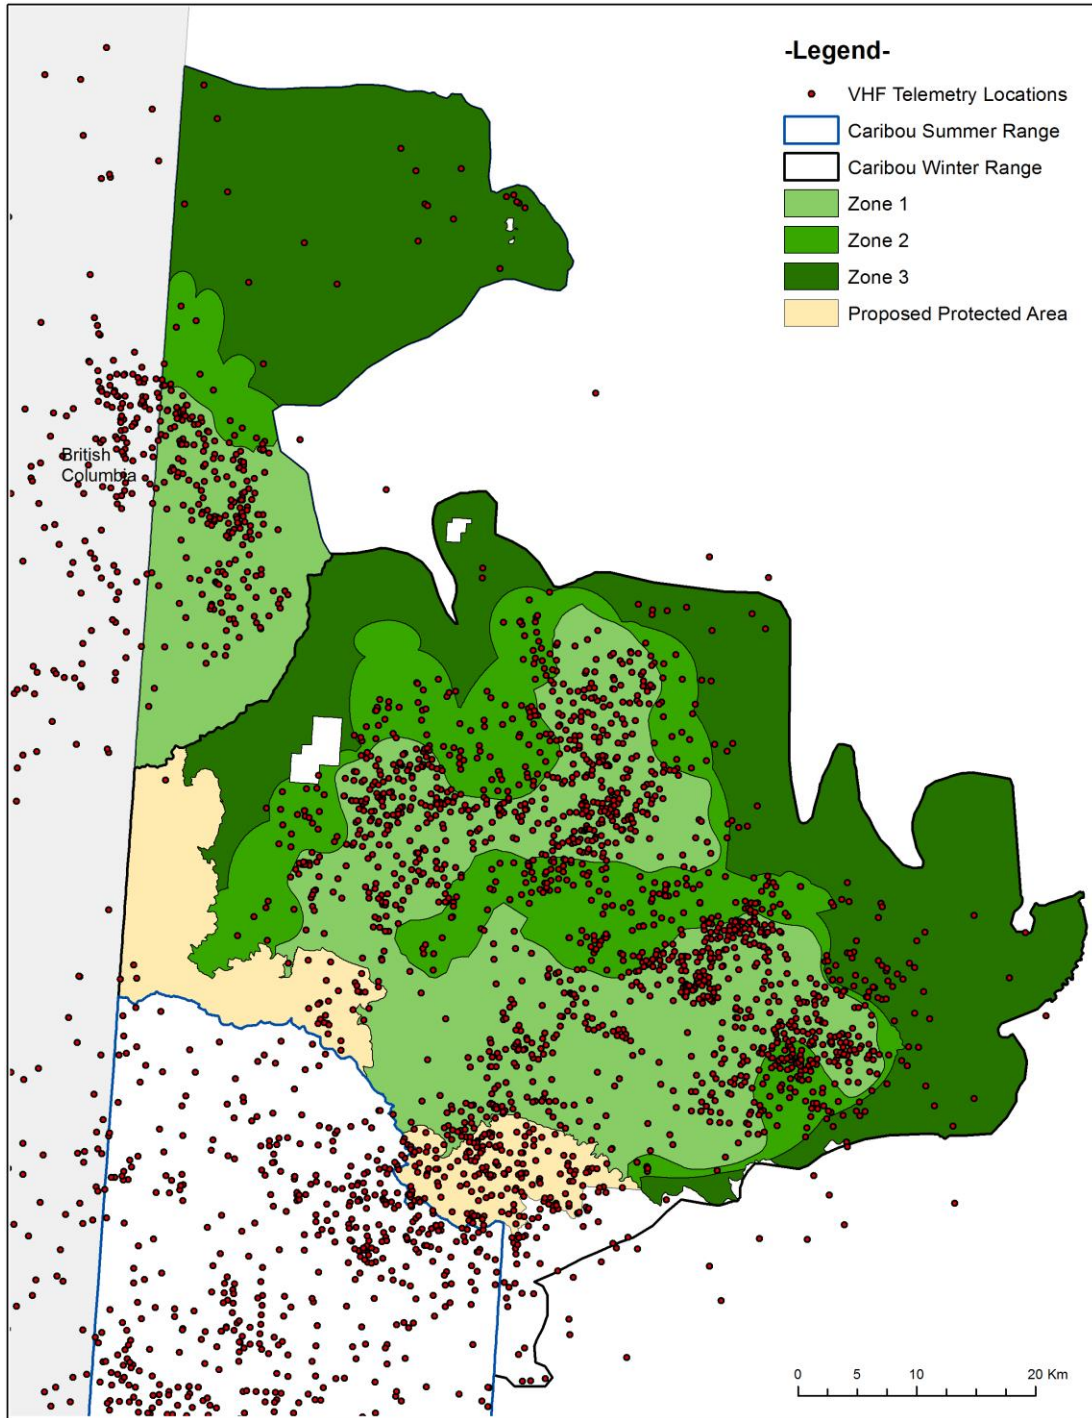 -Legend-
VHF Telemetry Locations
Caribou Summer Range
Caribou Winter Range
Zone 1
Zone 2
Zone 3
Proposed Protected Area
British
Columbia
0 5 10 20 Km